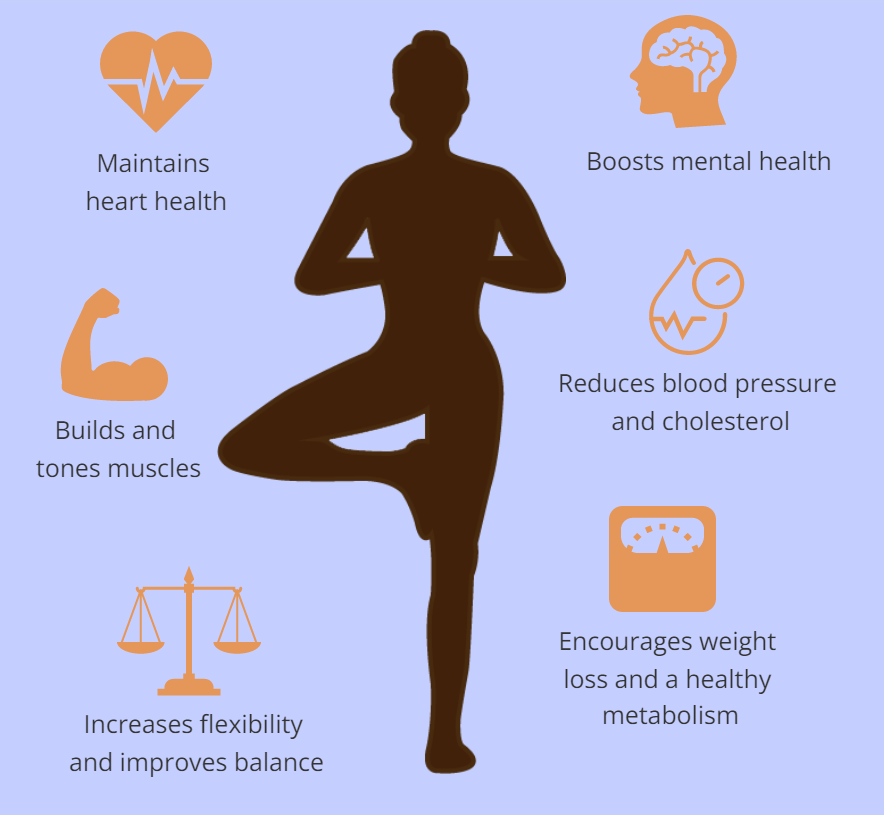 Maintains
heart health
Boosts mental health
Builds and
tones muscles
Reduces blood pressure
and cholesterol
Increases flexibility
and improves balance
Encourages weight
loss and a healthy
metabolism